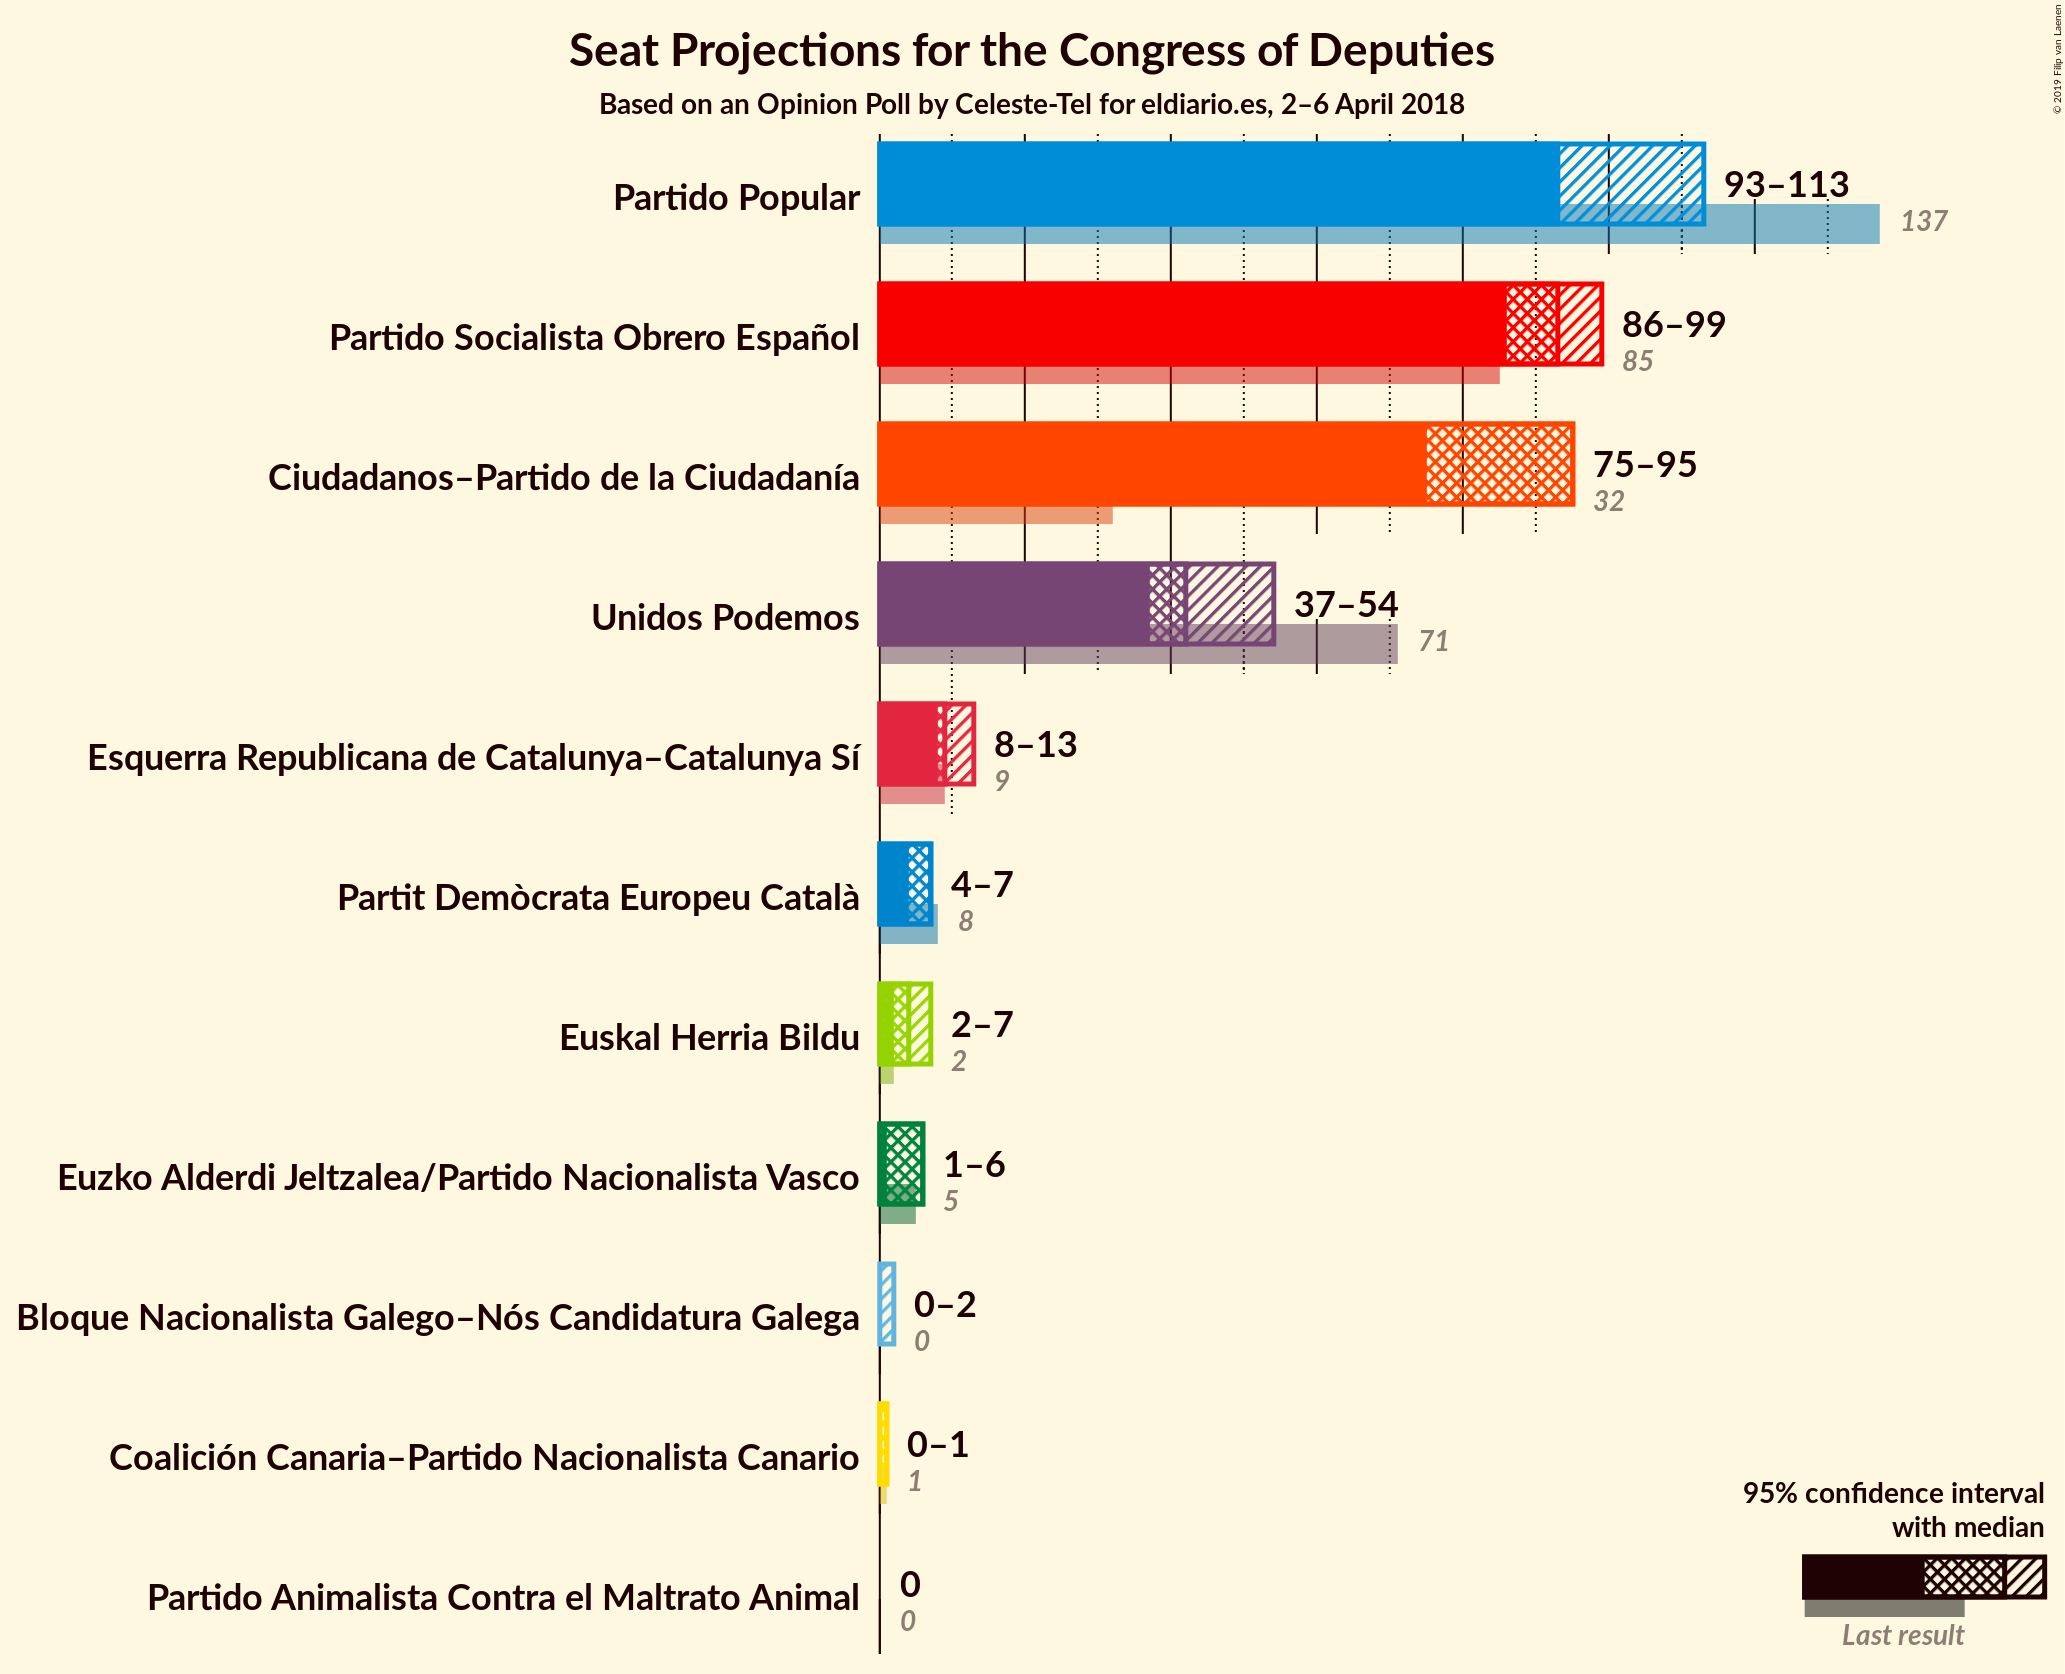 Seat Projections for the Congress of Deputies
Based on an Opinion Poll by Celeste-Tel for eldiario.es, 2–6 April 2018
© 2019 Filip van Laenen
Partido Popular
93–113
137
Partido Socialista Obrero Español
86–99
85
Ciudadanos–Partido de la Ciudadanía
75–95
32
Unidos Podemos
37–54
71
Esquerra Republicana de Catalunya–Catalunya Sí
8–13
9
Partit Demòcrata Europeu Català
4–7
8
Euskal Herria Bildu
2–7
2
Euzko Alderdi Jeltzalea/Partido Nacionalista Vasco
1–6
5
Bloque Nacionalista Galego–Nós Candidatura Galega
0–2
0
Coalición Canaria–Partido Nacionalista Canario
0–1
1
Partido Animalista Contra el Maltrato Animal
0
0
95% confidence interval
with median
Last result